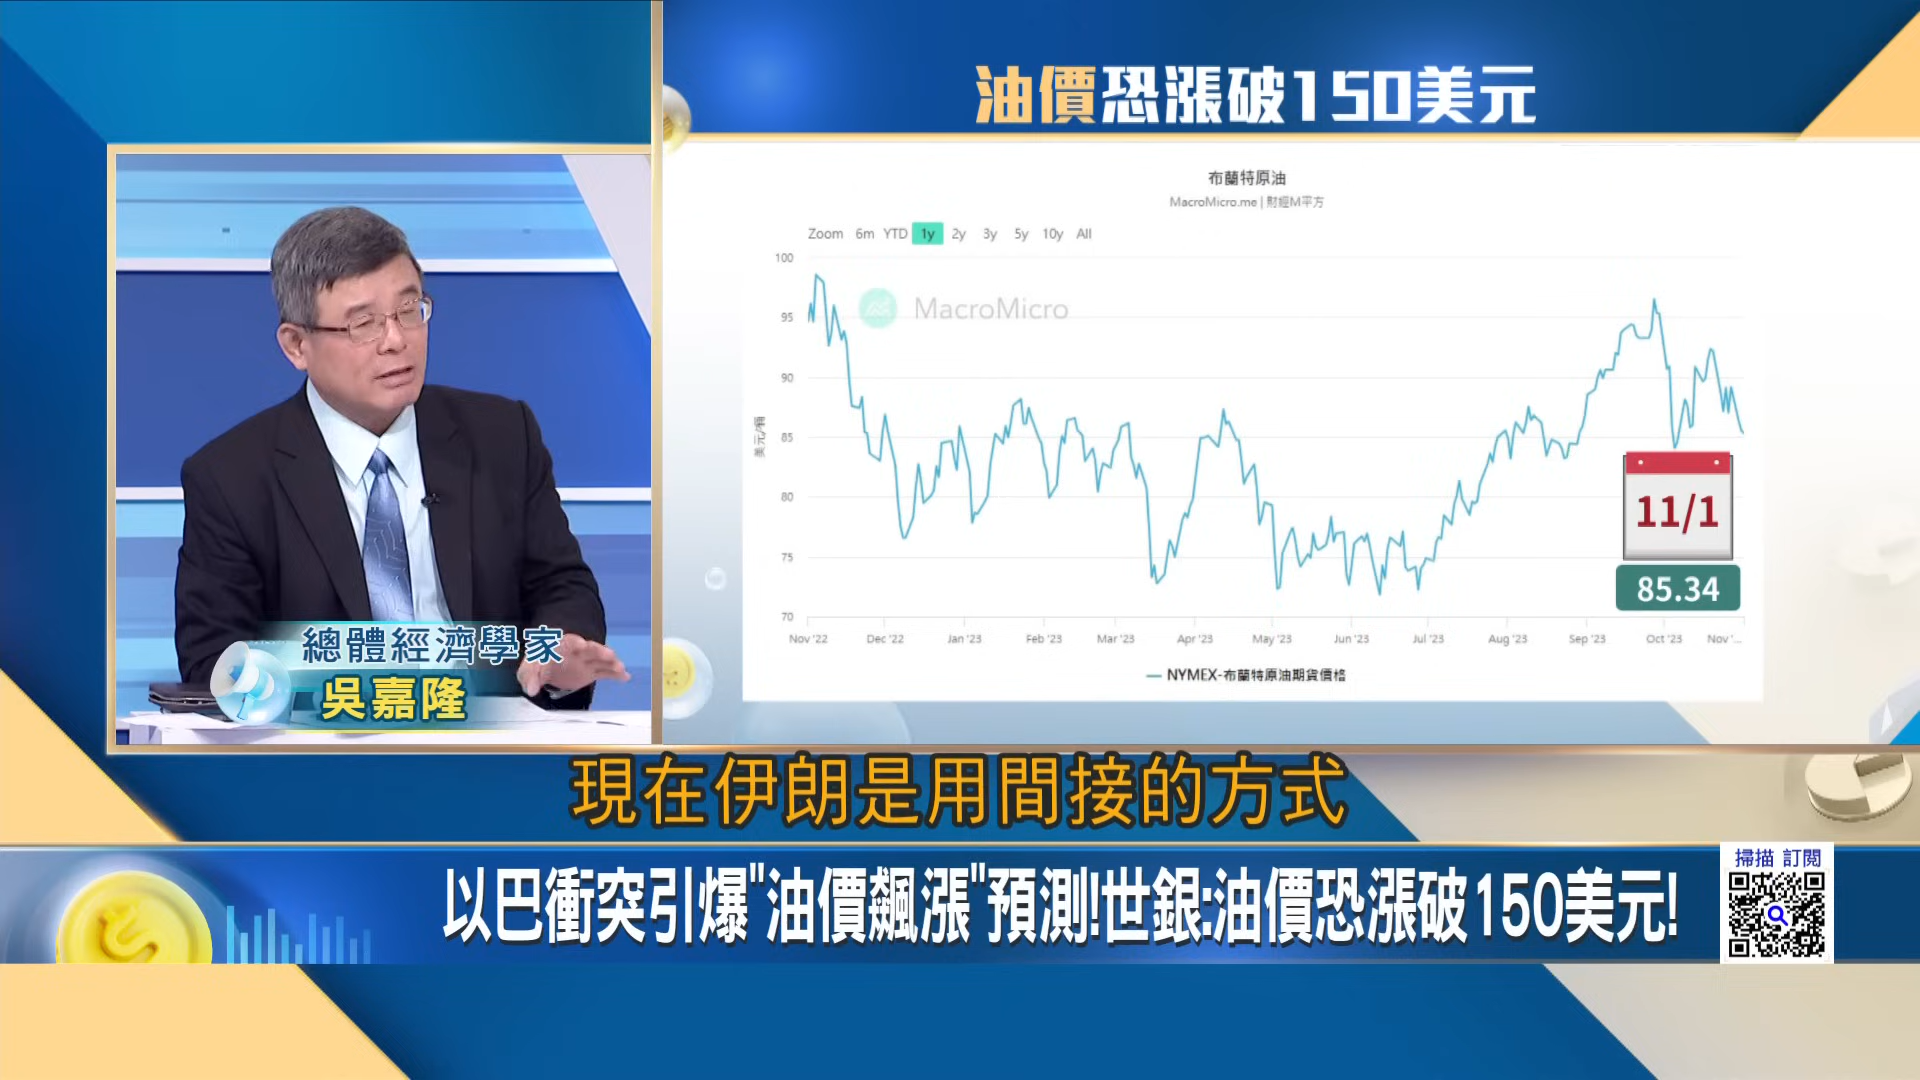 油價恐漲破150美元
布蘭特原油
MacroMicro.me | 財經M平方
Zoom 6m YTD 1y 2y 3y 5y 10y All
MacroMicro
100
95
90
85
80
75
70
美元/桶
Nov '22 Dec '22 Jan '23 Feb '23 Mar '23 Apr '23 May '23 Jun '23 Jul '23 Aug '23 Sep '23 Oct '23 Nov '...
NYMEX-布蘭特原油期貨價格
11/1
85.34
總體經濟學家
吳嘉隆
現在伊朗是用間接的方式
以巴衝突引爆"油價飆漲"預測!世銀:油價恐漲破150美元!
掃描 訂閱